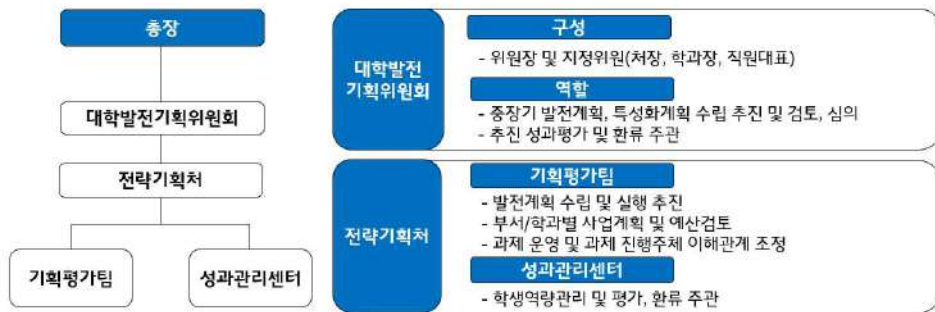 총장
대학발전기획위원회
전략기획처
기획평가팀
성과관리센터
대학발전
기획위원회
구성
- 위원장 및 지정위원(처장, 학과장, 직원대표)
역할
- 중장기 발전계획, 특성화계획 수립 추진 및 검토, 심의
- 추진 성과평가 및 환류 주관
전략기획처
기획평가팀
- 발전계획 수립 및 실행 추진
- 부서/학과별 사업계획 및 예산검토
- 과제 운영 및 과제 진행주체 이해관계 조정
성과관리센터
- 학생역량관리 및 평가, 환류 주관